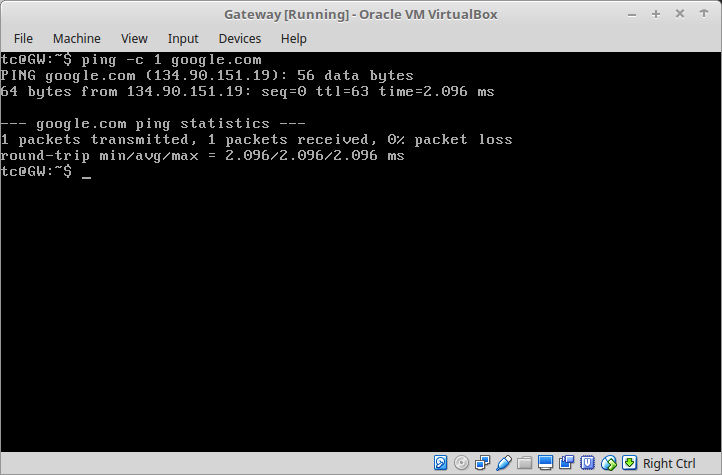 Gateway [Running] - Oracle VM VirtualBox
File Machine View Input Devices Help
tc@GW:~$ ping -c 1 google.com
PING google.com (134.90.151.19): 56 data bytes
64 bytes from 134.90.151.19: seq=0 ttl=63 time=2.096 ms
--- google.com ping statistics ---
1 packets transmitted, 1 packets received, 0% packet loss
round-trip min/avg/max = 2.096/2.096/2.096 ms
tc@GW:~$ _
Right Ctrl